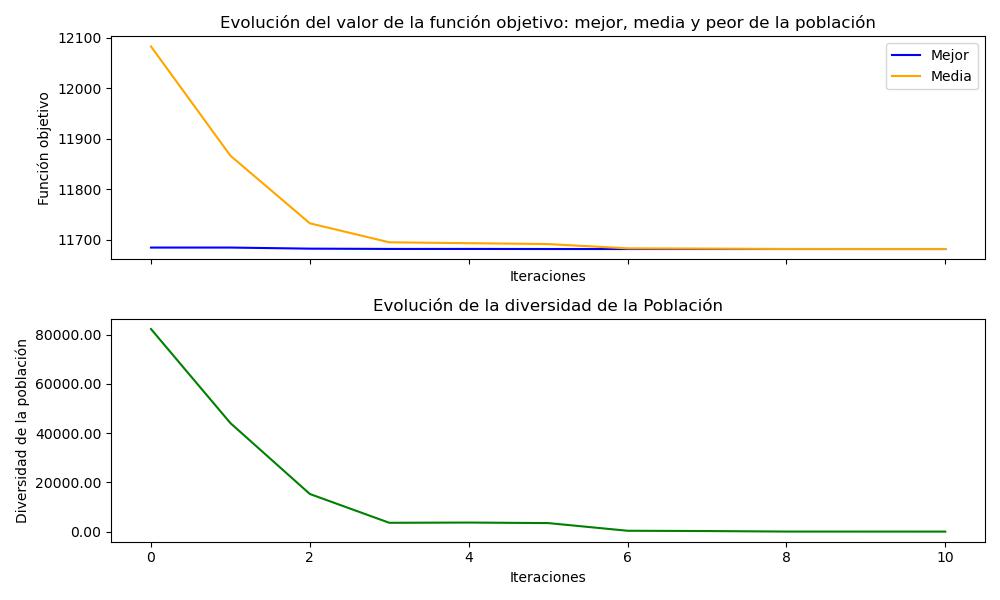 Evolución del valor de la función objetivo: mejor, media y peor de la población
12100
12000
11900
11800
11700
Función objetivo
Mejor
Media
Iteraciones
Evolución de la diversidad de la Población
80000.00
60000.00
40000.00
20000.00
0.00
Diversidad de la población
0 2 4 6 8 10
Iteraciones